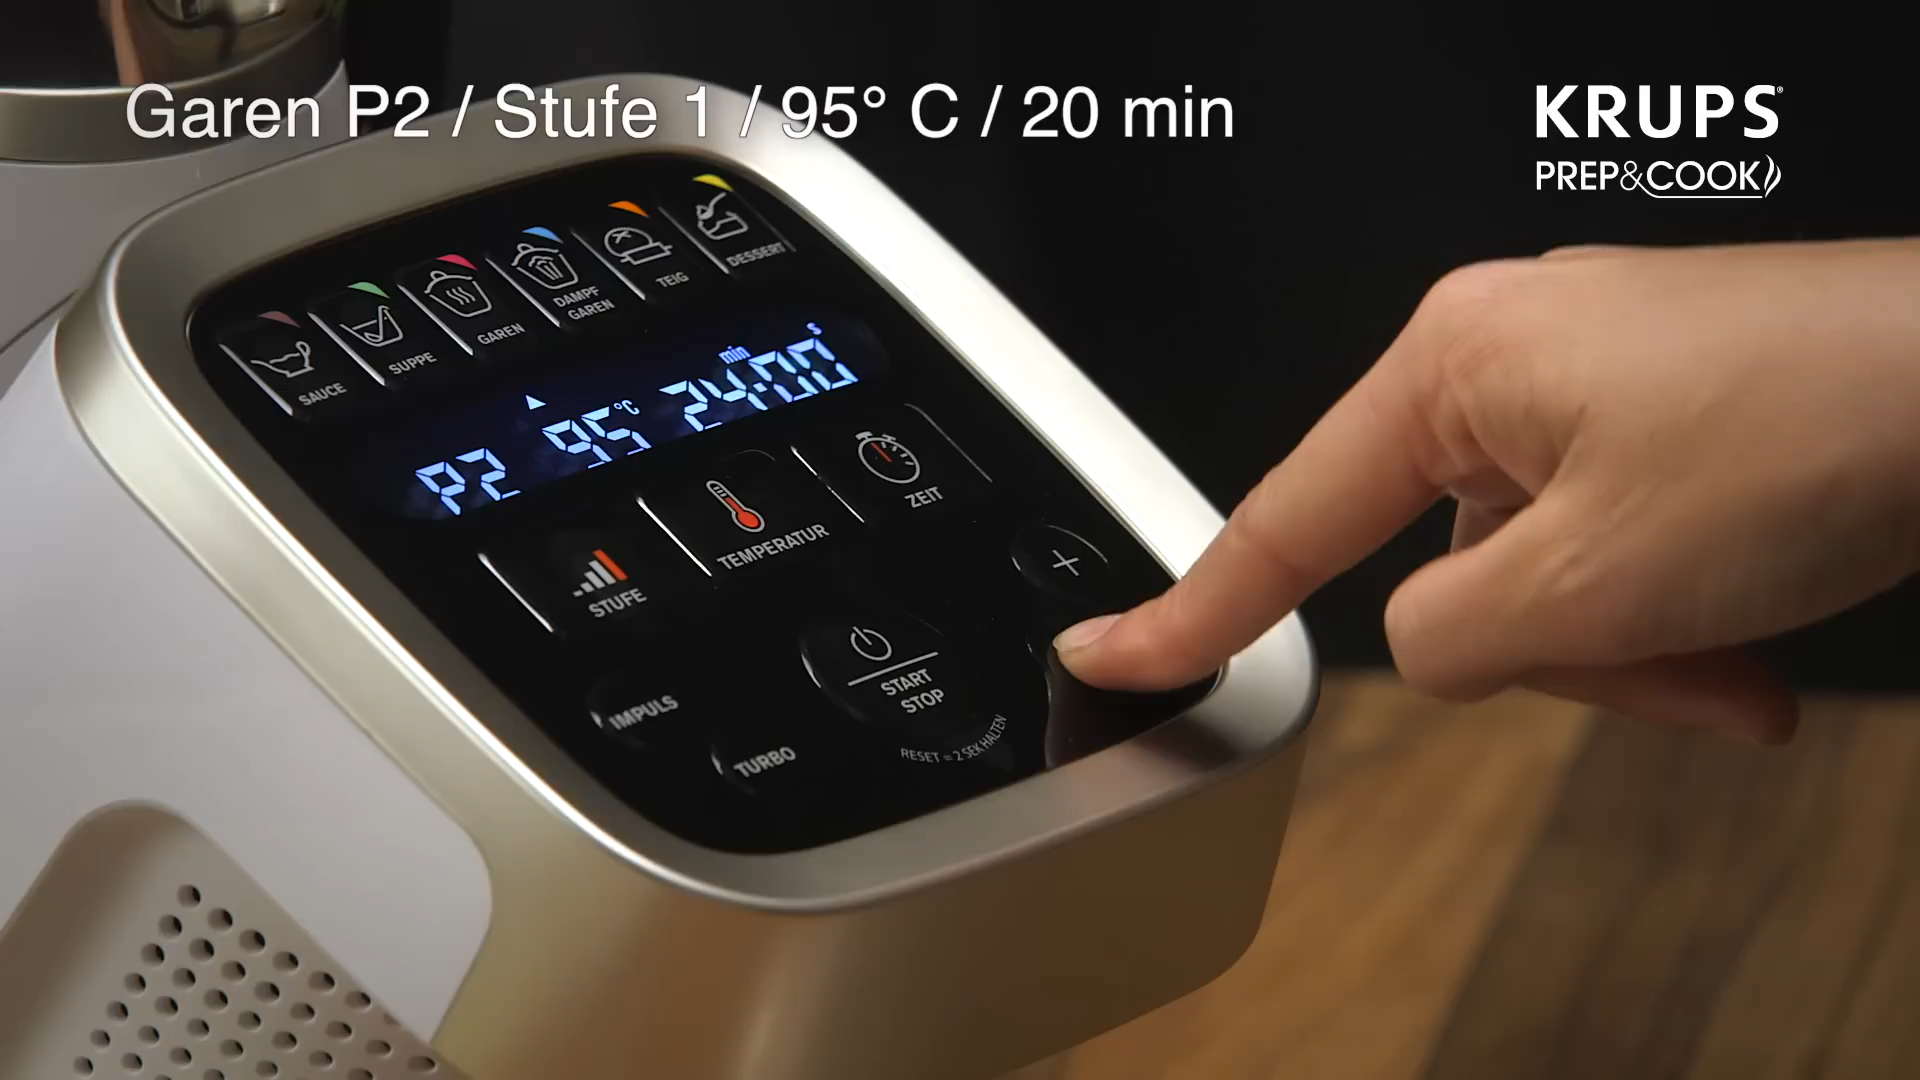 Garen P2 / Stufe 1 / 95° C / 20 min
KRUPS®
PREP&COOK
SAUCE
SUPPE
GAREN
DAMPF
GAREN
TEIG
DESSERT
P2 95°C 24:00 min s
STUFE
TEMPERATUR
ZEIT
+
START
STOP
IMPULS
TURBO
RESET = 2 SEK HALTEN